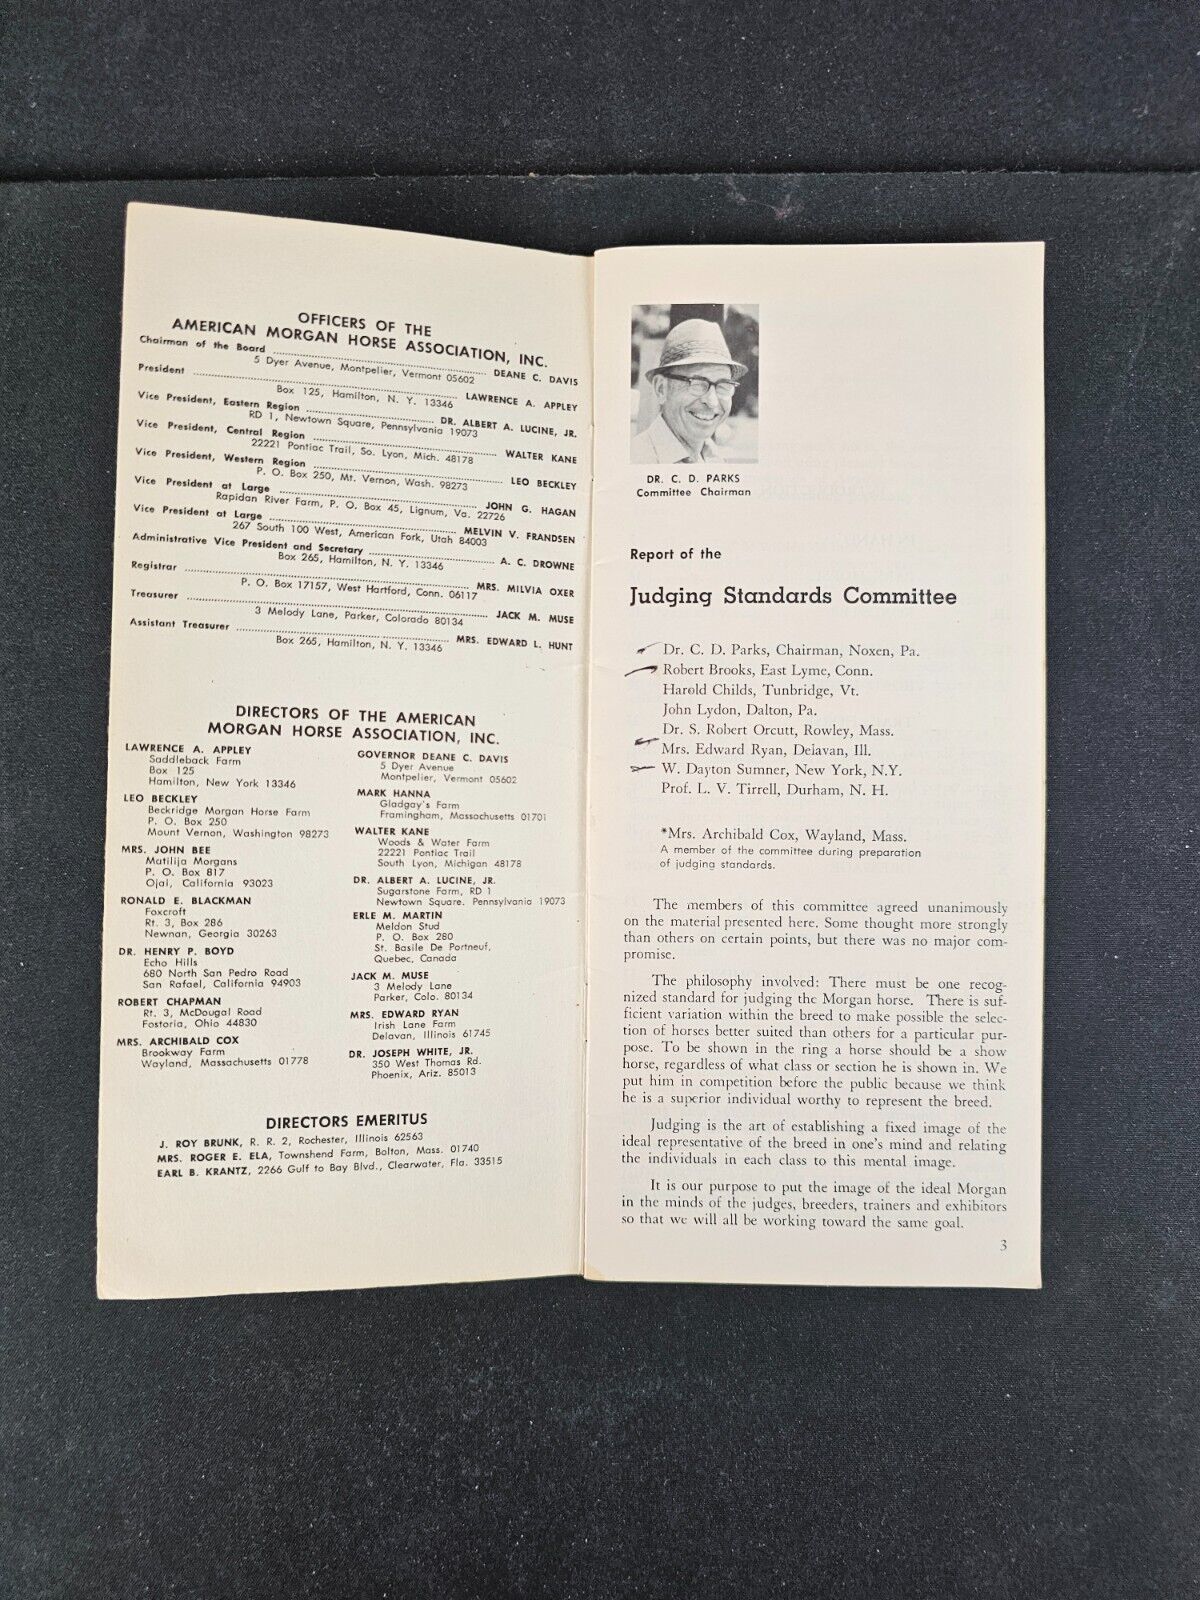 OFFICERS OF THE
AMERICAN MORGAN HORSE ASSOCIATION, INC.
Chairman of the Board ........ DEANE C. DAVIS
5 Dyer Avenue, Montpelier, Vermont 05602
President ........ LAWRENCE A. APPLEY
Box 125, Hamilton, N. Y. 13346
Vice President, Eastern Region ........ DR. ALBERT A. LUCINE, JR.
RD 1, Newtown Square, Pennsylvania 19073
Vice President, Central Region ........ WALTER KANE
22221 Pontiac Trail, So. Lyon, Mich. 48178
Vice President, Western Region ........ LEO BECKLEY
P. O. Box 250, Mt. Vernon, Wash. 98273
Vice President at Large ........ JOHN G. HAGAN
Rapidan River Farm, P. O. Box 45, Lignum, Va. 22726
Vice President at Large ........ MELVIN V. FRANDSEN
267 South 100 West, American Fork, Utah 84003
Administrative Vice President and Secretary ........ A. C. DROWNE
Box 265, Hamilton, N. Y. 13346
Registrar ........ MRS. MILVIA OXER
P. O. Box 17157, West Hartford, Conn. 06117
Treasurer ........ JACK M. MUSE
3 Melody Lane, Parker, Colorado 80134
Assistant Treasurer ........ MRS. EDWARD L. HUNT
Box 265, Hamilton, N. Y. 13346
DIRECTORS OF THE AMERICAN
MORGAN HORSE ASSOCIATION, INC.
LAWRENCE A. APPLEY
Saddleback Farm
Box 125
Hamilton, New York 13346
LEO BECKLEY
Beckridge Morgan Horse Farm
P. O. Box 250
Mount Vernon, Washington 98273
MRS. JOHN BEE
Matilija Morgans
P. O. Box 817
Ojai, California 93023
RONALD E. BLACKMAN
Foxcroft
Rt. 3, Box 286
Newnan, Georgia 30263
DR. HENRY P. BOYD
Echo Hills
680 North San Pedro Road
San Rafael, California 94903
ROBERT CHAPMAN
Rt. 3, McDougal Road
Fostoria, Ohio 44830
MRS. ARCHIBALD COX
Brookway Farm
Wayland, Massachusetts 01778
GOVERNOR DEANE C. DAVIS
5 Dyer Avenue
Montpelier, Vermont 05602
MARK HANNA
Gladgay's Farm
Framingham, Massachusetts 01701
WALTER KANE
Woods & Water Farm
22221 Pontiac Trail
South Lyon, Michigan 48178
DR. ALBERT A. LUCINE, JR.
Sugarstone Farm, RD 1
Newtown Square. Pennsylvania 19073
ERLE M. MARTIN
Meldon Stud
P. O. Box 280
St. Basile De Portneuf,
Quebec, Canada
JACK M. MUSE
3 Melody Lane
Parker, Colo. 80134
MRS. EDWARD RYAN
Irish Lane Farm
Delavan, Illinois 61745
DR. JOSEPH WHITE, JR.
350 West Thomas Rd.
Phoenix, Ariz. 85013
DIRECTORS EMERITUS
J. ROY BRUNK, R. R. 2, Rochester, Illinois 62563
MRS. ROGER E. ELA, Townshend Farm, Bolton, Mass. 01740
EARL B. KRANTZ, 2266 Gulf to Bay Blvd., Clearwater, Fla. 33515
DR. C. D. PARKS
Committee Chairman
Report of the
Judging Standards Committee
Dr. C. D. Parks, Chairman, Noxen, Pa.
Robert Brooks, East Lyme, Conn.
Harold Childs, Tunbridge, Vt.
John Lydon, Dalton, Pa.
Dr. S. Robert Orcutt, Rowley, Mass.
Mrs. Edward Ryan, Delavan, Ill.
W. Dayton Sumner, New York, N.Y.
Prof. L. V. Tirrell, Durham, N. H.
*Mrs. Archibald Cox, Wayland, Mass.
A member of the committee during preparation
of judging standards.
The members of this committee agreed unanimously
on the material presented here. Some thought more strongly
than others on certain points, but there was no major com-
promise.
The philosophy involved: There must be one recog-
nized standard for judging the Morgan horse. There is suf-
ficient variation within the breed to make possible the selec-
tion of horses better suited than others for a particular pur-
pose. To be shown in the ring a horse should be a show
horse, regardless of what class or section he is shown in. We
put him in competition before the public because we think
he is a superior individual worthy to represent the breed.
Judging is the art of establishing a fixed image of the
ideal representative of the breed in one's mind and relating
the individuals in each class to this mental image.
It is our purpose to put the image of the ideal Morgan
in the minds of the judges, breeders, trainers and exhibitors
so that we will all be working toward the same goal.
3